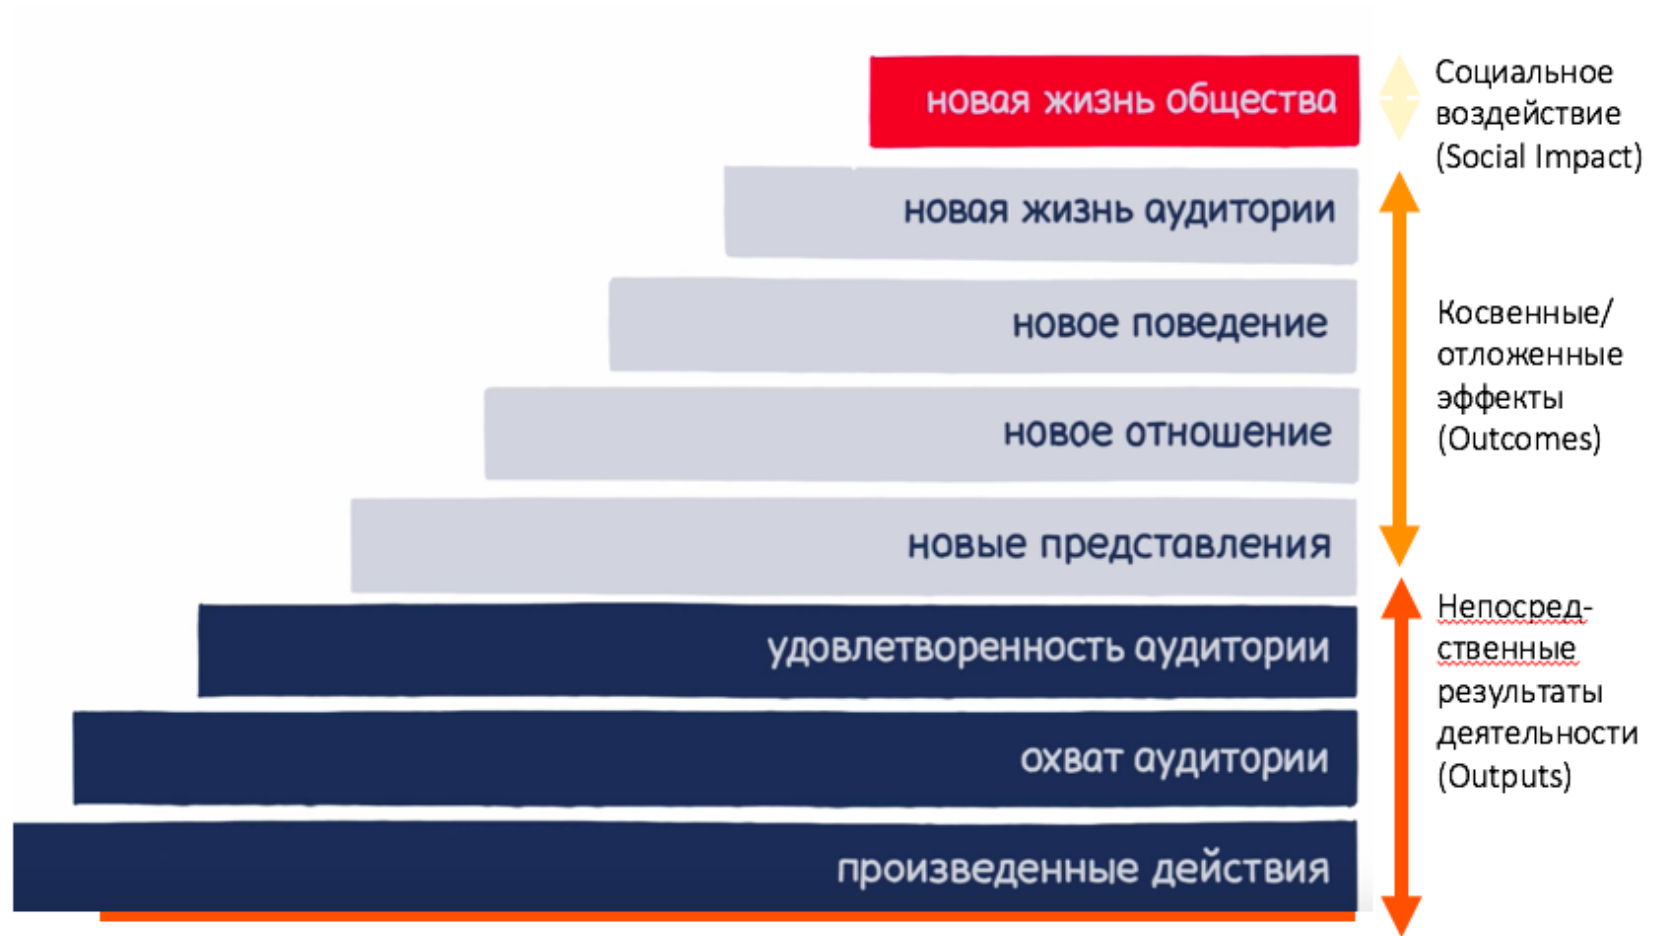 новая жизнь общества
Социальное
воздействие
(Social Impact)
новая жизнь аудитории
новое поведение
новое отношение
новые представления
Косвенные/
отложенные
эффекты
(Outcomes)
удовлетворенность аудитории
охват аудитории
произведенные действия
Непосред-
ственные
результаты
деятельности
(Outputs)